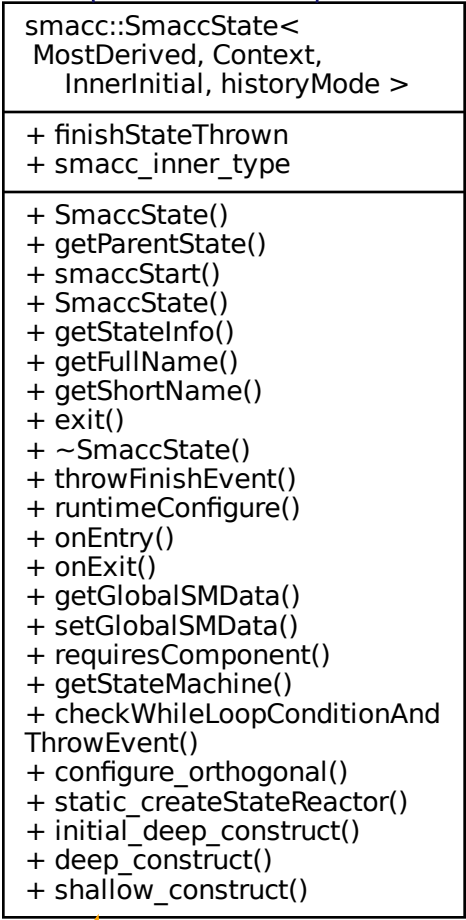 smacc::SmaccState<
MostDerived, Context,
InnerInitial, historyMode >
+ finishStateThrown
+ smacc_inner_type
+ SmaccState()
+ getParentState()
+ smaccStart()
+ SmaccState()
+ getStateInfo()
+ getFullName()
+ getShortName()
+ exit()
+ ~SmaccState()
+ throwFinishEvent()
+ runtimeConfigure()
+ onEntry()
+ onExit()
+ getGlobalSMData()
+ setGlobalSMData()
+ requiresComponent()
+ getStateMachine()
+ checkWhileLoopConditionAnd
ThrowEvent()
+ configure_orthogonal()
+ static_createStateReactor()
+ initial_deep_construct()
+ deep_construct()
+ shallow_construct()